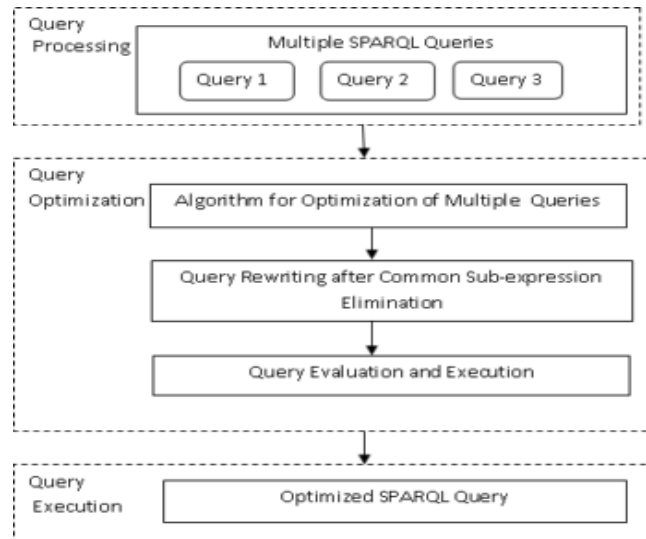 Query
Processing
Multiple SPARQL Queries
Query 1
Query 2
Query 3
Query
Optimization
Algorithm for Optimization of Multiple Queries
Query Rewriting after Common Sub-expression
Elimination
Query Evaluation and Execution
Query
Execution
Optimized SPARQL Query